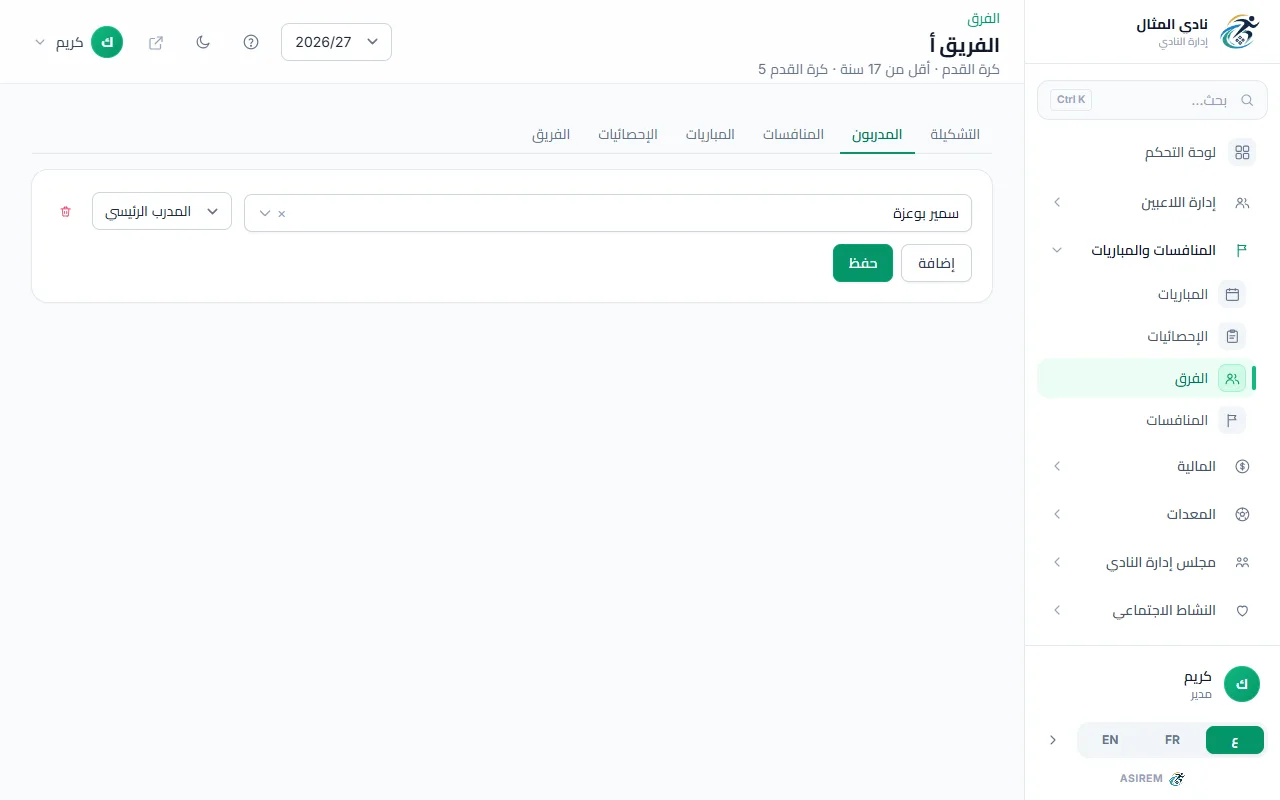 نادي المثال
إدارة النادي
بحث...
Ctrl K
لوحة التحكم
إدارة اللاعبين
المنافسات والمباريات
المباريات
الإحصائيات
الفرق
المنافسات
المالية
المعدات
مجلس إدارة النادي
النشاط الاجتماعي
كريم
مدير
ع
FR
EN
ASIREM
الفرق
الفريق أ
كرة القدم · أقل من 17 سنة · كرة القدم 5
2026/27
ك
كريم
التشكيلة
المدربون
المنافسات
المباريات
الإحصائيات
الفريق
سمير بوعزة
المدرب الرئيسي
إضافة
حفظ
ك